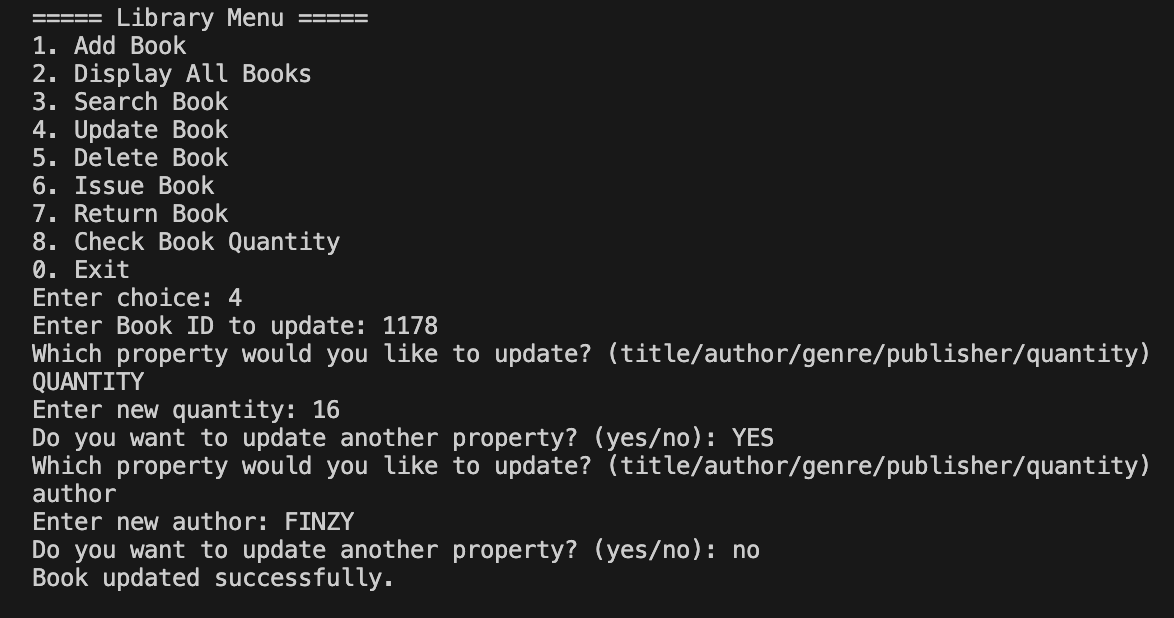 ===== Library Menu =====
1. Add Book
2. Display All Books
3. Search Book
4. Update Book
5. Delete Book
6. Issue Book
7. Return Book
8. Check Book Quantity
0. Exit
Enter choice: 4
Enter Book ID to update: 1178
Which property would you like to update? (title/author/genre/publisher/quantity)
QUANTITY
Enter new quantity: 16
Do you want to update another property? (yes/no): YES
Which property would you like to update? (title/author/genre/publisher/quantity)
author
Enter new author: FINZY
Do you want to update another property? (yes/no): no
Book updated successfully.